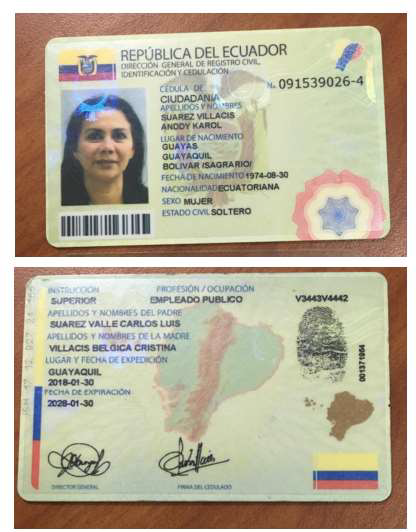 REPÚBLICA DEL ECUADOR
DIRECCIÓN GENERAL DE REGISTRO CIVIL,
IDENTIFICACIÓN Y CEDULACIÓN
CÉDULA DE No. 091539026-4
CIUDADANÍA
APELLIDOS Y NOMBRES
SUAREZ VILLACIS
ANDDY KAROL
LUGAR DE NACIMIENTO
GUAYAS
GUAYAQUIL
BOLIVAR /SAGRARIO/
FECHA DE NACIMIENTO 1974-08-30
NACIONALIDAD ECUATORIANA
SEXO MUJER
ESTADO CIVIL SOLTERO
INSTRUCCIÓN PROFESIÓN / OCUPACIÓN
SUPERIOR EMPLEADO PUBLICO V3443V4442
APELLIDOS Y NOMBRES DEL PADRE
SUAREZ VALLE CARLOS LUIS
APELLIDOS Y NOMBRES DE LA MADRE
VILLACIS BELGICA CRISTINA
LUGAR Y FECHA DE EXPEDICIÓN
GUAYAQUIL
2018-01-30
FECHA DE EXPIRACIÓN
2028-01-30
001371904
DIRECTOR GENERAL FIRMA DEL CEDULADO